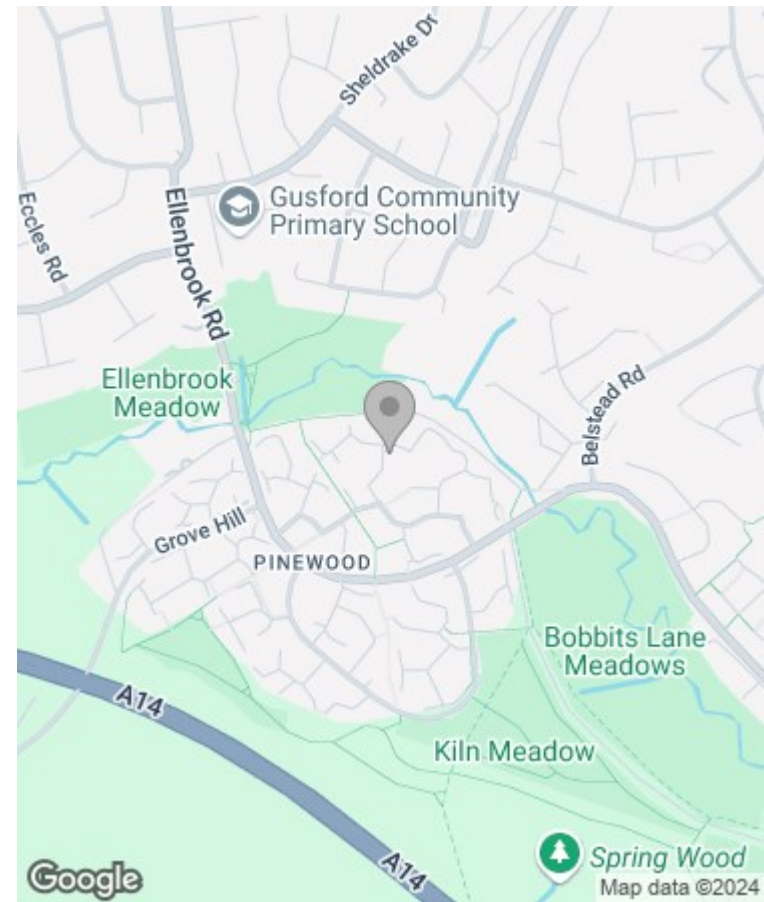 Sheldrake Dr
Gusford Community
Primary School
Eccles Rd
Ellenbrook Rd
Ellenbrook
Meadow
Belstead Rd
Grove Hill
PINEWOOD
Bobbits Lane
Meadows
A14
Kiln Meadow
A14
Spring Wood
Google
Map data ©2024